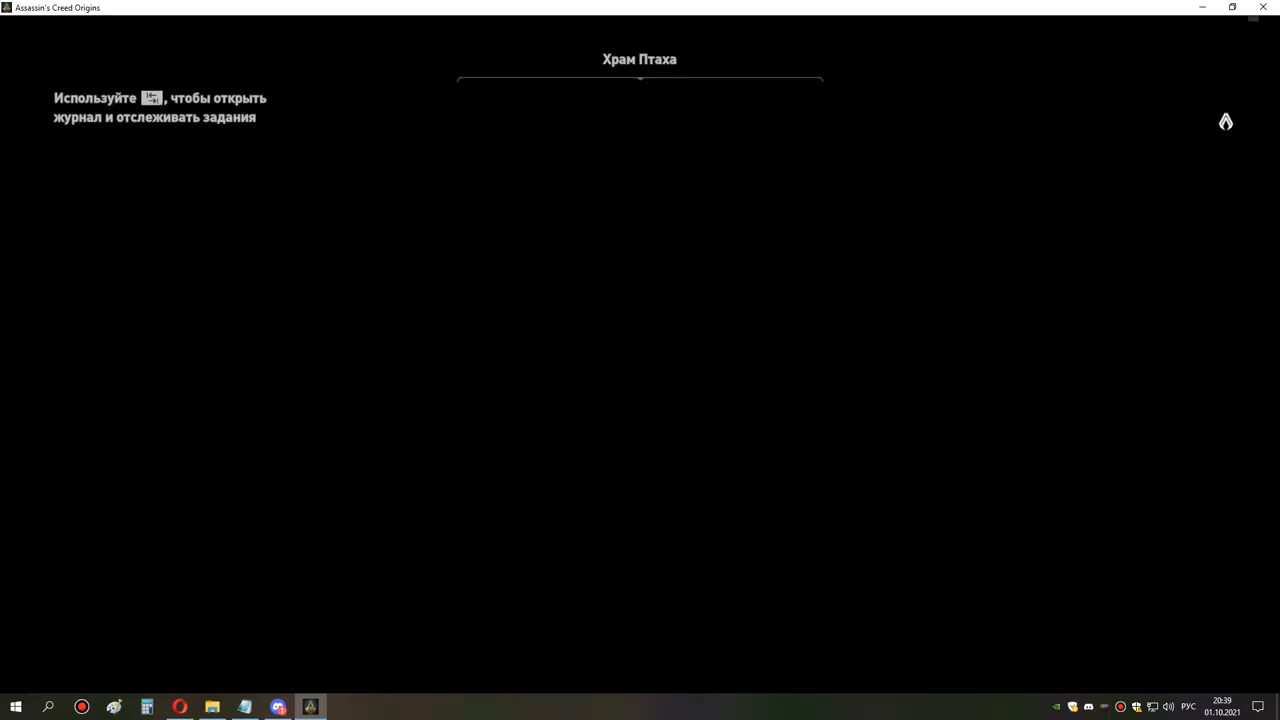 Assassin's Creed Origins
Храм Птаха
Используйте , чтобы открыть
журнал и отслеживать задания
РУС
20:39
01.10.2021